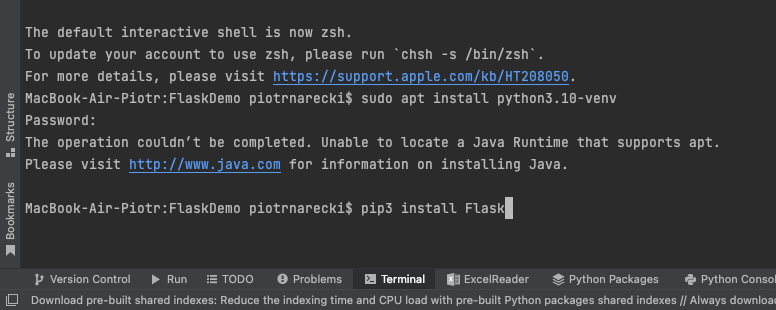 The default interactive shell is now zsh.
To update your account to use zsh, please run `chsh -s /bin/zsh`.
For more details, please visit https://support.apple.com/kb/HT208050.
MacBook-Air-Piotr:FlaskDemo piotrnarecki$ sudo apt install python3.10-venv
Password:
The operation couldn’t be completed. Unable to locate a Java Runtime that supports apt.
Please visit http://www.java.com for information on installing Java.
MacBook-Air-Piotr:FlaskDemo piotrnarecki$ pip3 install Flask
Structure
Bookmarks
Version Control Run TODO Problems Terminal ExcelReader Python Packages Python Conso
Download pre-built shared indexes: Reduce the indexing time and CPU load with pre-built Python packages shared indexes // Always downloa